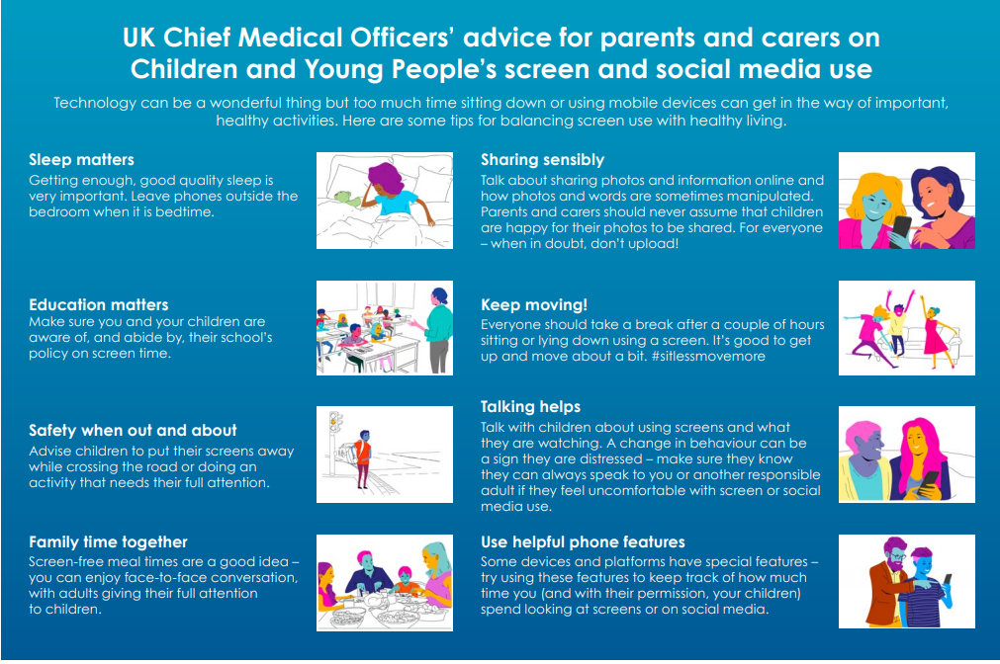 UK Chief Medical Officers’ advice for parents and carers on
Children and Young People’s screen and social media use
Technology can be a wonderful thing but too much time sitting down or using mobile devices can get in the way of important,
healthy activities. Here are some tips for balancing screen use with healthy living.
Sleep matters
Getting enough, good quality sleep is
very important. Leave phones outside the
bedroom when it is bedtime.
Sharing sensibly
Talk about sharing photos and information online and
how photos and words are sometimes manipulated.
Parents and carers should never assume that children
are happy for their photos to be shared. For everyone
– when in doubt, don’t upload!
Education matters
Make sure you and your children are
aware of, and abide by, their school’s
policy on screen time.
Keep moving!
Everyone should take a break after a couple of hours
sitting or lying down using a screen. It’s good to get
up and move about a bit. #sitlessmovemore
Safety when out and about
Advise children to put their screens away
while crossing the road or doing an
activity that needs their full attention.
Talking helps
Talk with children about using screens and what
they are watching. A change in behaviour can be
a sign they are distressed – make sure they know
they can always speak to you or another responsible
adult if they feel uncomfortable with screen or social
media use.
Family time together
Screen-free meal times are a good idea –
you can enjoy face-to-face conversation,
with adults giving their full attention
to children.
Use helpful phone features
Some devices and platforms have special features –
try using these features to keep track of how much
time you (and with their permission, your children)
spend looking at screens or on social media.